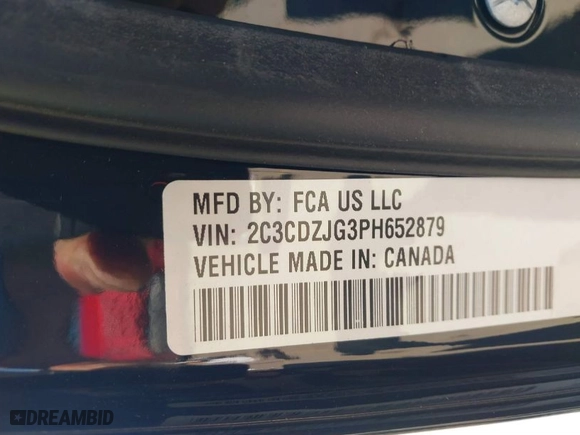 MFD BY: FCA US LLC
VIN: 2C3CDZJG3PH652879
VEHICLE MADE IN: CANADA
DREAMBID